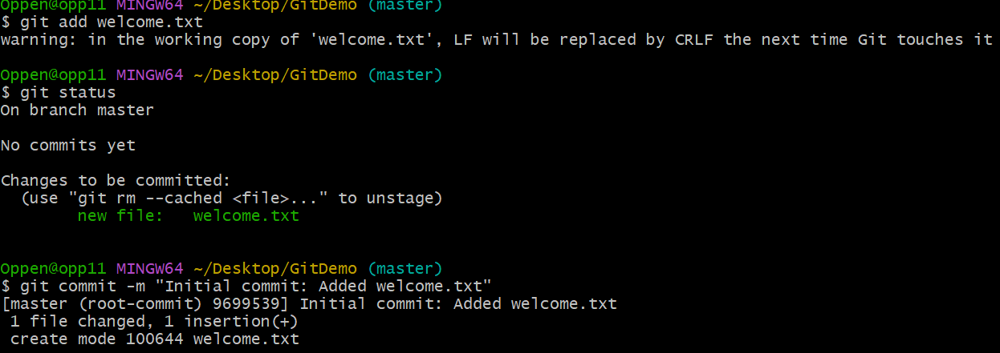 Oppen@opp11 MINGW64 ~/Desktop/GitDemo (master)
$ git add welcome.txt
warning: in the working copy of 'welcome.txt', LF will be replaced by CRLF the next time Git touches it
Oppen@opp11 MINGW64 ~/Desktop/GitDemo (master)
$ git status
On branch master
No commits yet
Changes to be committed:
  (use "git rm --cached <file>..." to unstage)
        new file:   welcome.txt
Oppen@opp11 MINGW64 ~/Desktop/GitDemo (master)
$ git commit -m "Initial commit: Added welcome.txt"
[master (root-commit) 9699539] Initial commit: Added welcome.txt
 1 file changed, 1 insertion(+)
 create mode 100644 welcome.txt